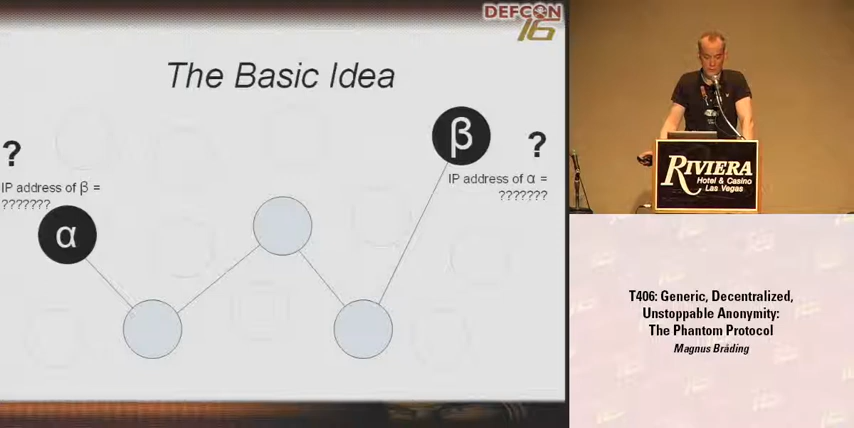 DEFCON
16
The Basic Idea
?
IP address of β =
???????
α
β
?
IP address of α =
???????
RIVIERA
Hotel & Casino
Las Vegas
T406: Generic, Decentralized,
Unstoppable Anonymity:
The Phantom Protocol
Magnus Bråding